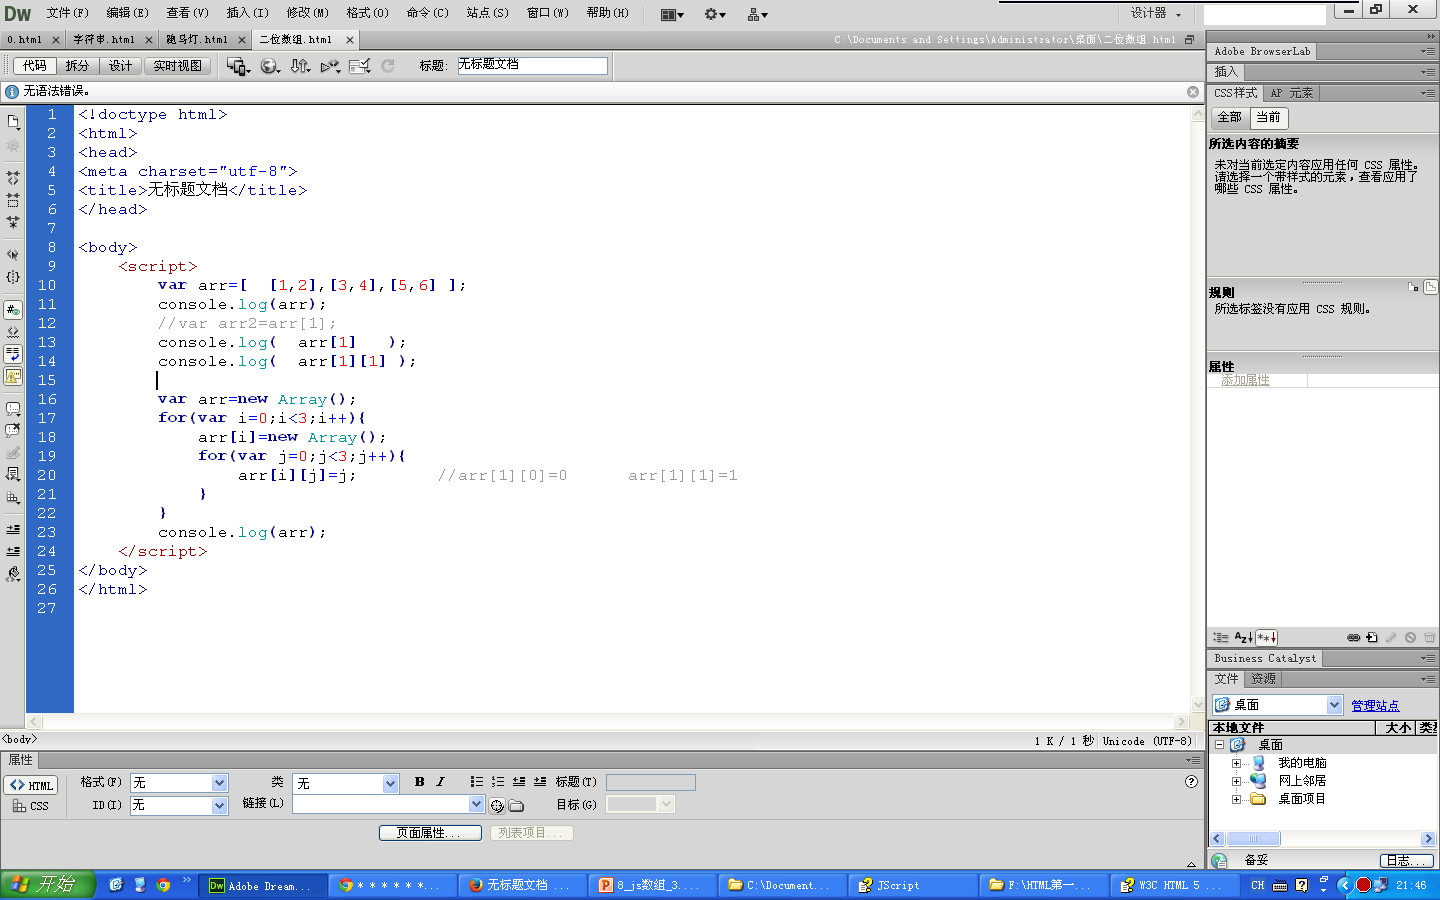 Dw 文件(F) 编辑(E) 查看(V) 插入(I) 修改(M) 格式(O) 命令(C) 站点(S) 窗口(W) 帮助(H) 设计器
0.html 字符串.html 跑马灯.html 二位数组.html C:\Documents and Settings\Administrator\桌面\二位数组.html
代码 拆分 设计 实时视图 标题: 无标题文档
无语法错误。
1 <!doctype html>
2 <html>
3 <head>
4 <meta charset="utf-8">
5 <title>无标题文档</title>
6 </head>
7
8 <body>
9 <script>
10 var arr=[ [1,2],[3,4],[5,6] ];
11 console.log(arr);
12 //var arr2=arr[1];
13 console.log( arr[1] );
14 console.log( arr[1][1] );
15
16 var arr=new Array();
17 for(var i=0;i<3;i++){
18 arr[i]=new Array();
19 for(var j=0;j<3;j++){
20 arr[i][j]=j; //arr[1][0]=0 arr[1][1]=1
21 }
22 }
23 console.log(arr);
24 </script>
25 </body>
26 </html>
27
<body> 1 K / 1 秒 Unicode (UTF-8)
属性
HTML 格式(F) 无 类 无 B I 标题(T)
CSS ID(I) 无 链接(L) 目标(G)
页面属性... 列表项目...
Adobe BrowserLab
插入
CSS样式 AP 元素
全部 当前
所选内容的摘要
未对当前选定内容应用任何 CSS 属性。
请选择一个带样式的元素，查看应用了
哪些 CSS 属性。
规则
所选标签没有应用 CSS 规则。
属性
添加属性
Business Catalyst
文件 资源
桌面 管理站点
本地文件 大小
桌面
我的电脑
网上邻居
桌面项目
备妥 日志...
开始 Adobe Dream... ******... 无标题文档 ... 8_js数组_3.... C:\Document... JScript F:\HTML第一... W3C HTML 5 ... CH 21:46